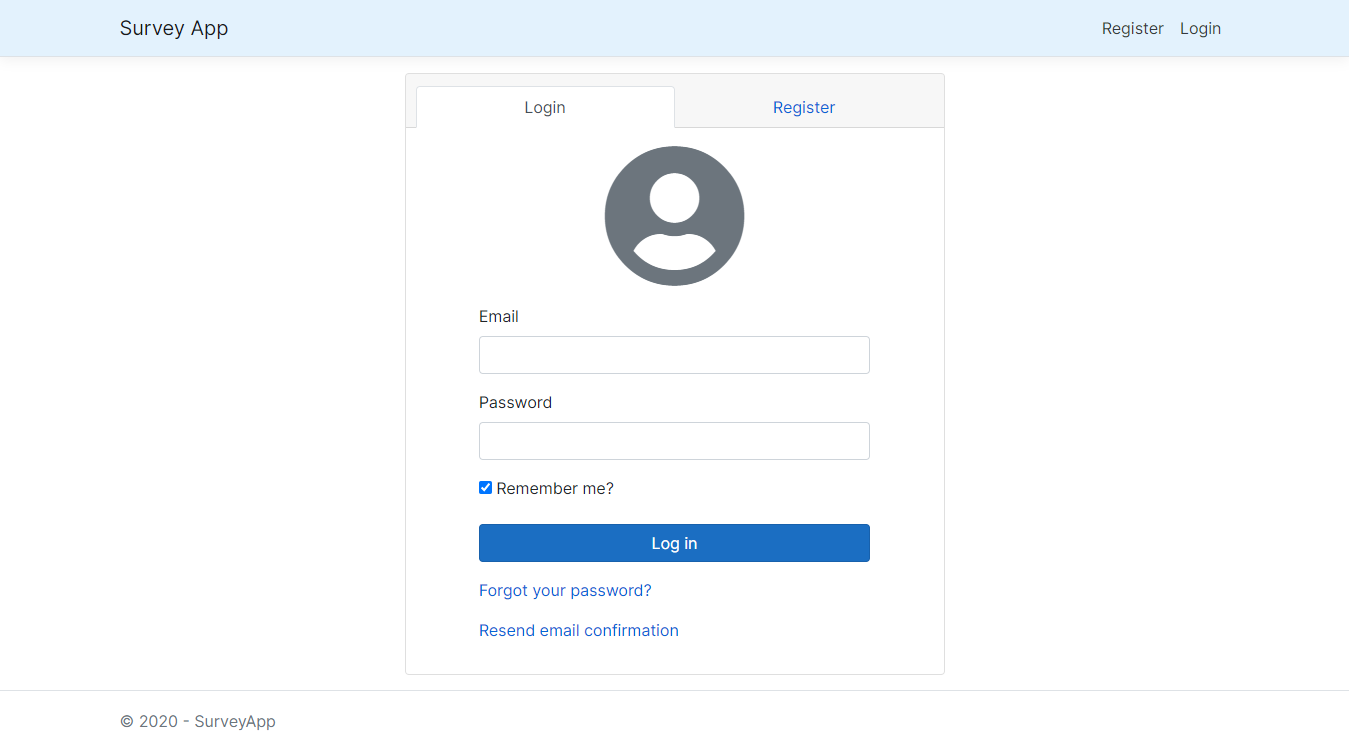 Survey App
Register Login
Login Register
Email
Password
Remember me?
Log in
Forgot your password?
Resend email confirmation
© 2020 - SurveyApp